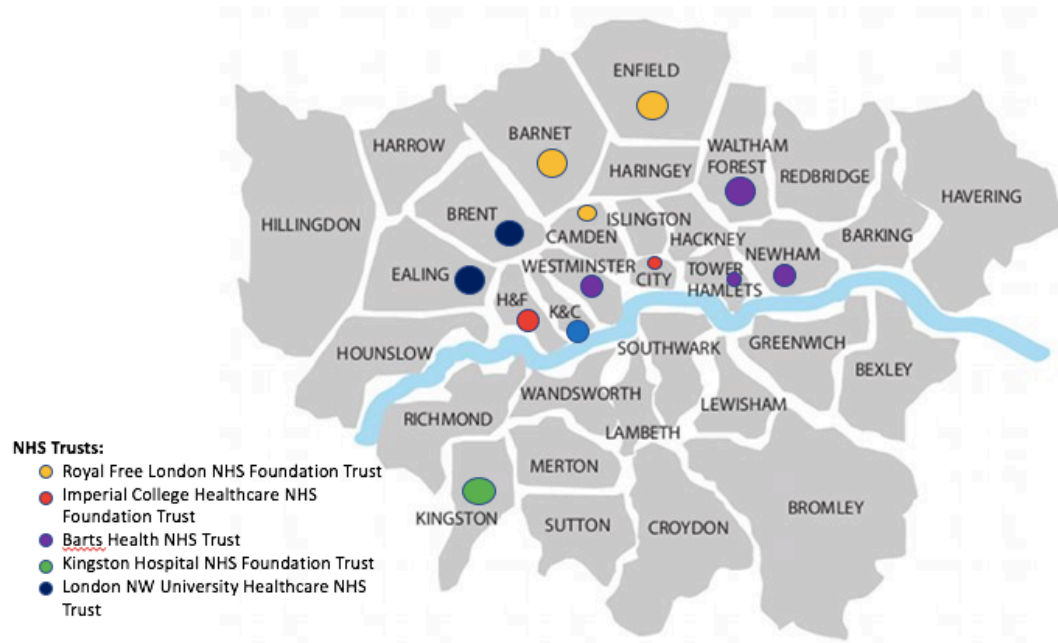 ENFIELD
BARNET
HARROW
WALTHAM
FOREST
HARINGEY
REDBRIDGE
HAVERING
HILLINGDON
BRENT
ISLINGTON
CAMDEN
HACKNEY
BARKING
EALING
WESTMINSTER
CITY
TOWER
HAMLETS
NEWHAM
H&F
K&C
HOUNSLOW
SOUTHWARK
GREENWICH
BEXLEY
WANDSWORTH
LEWISHAM
RICHMOND
LAMBETH
MERTON
KINGSTON
SUTTON
CROYDON
BROMLEY
NHS Trusts:
Royal Free London NHS Foundation Trust
Imperial College Healthcare NHS
Foundation Trust
Barts Health NHS Trust
Kingston Hospital NHS Foundation Trust
London NW University Healthcare NHS
Trust